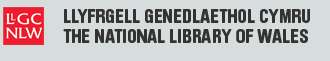 LLGC
NLW
LLYFRGELL GENEDLAETHOL CYMRU
THE NATIONAL LIBRARY OF WALES